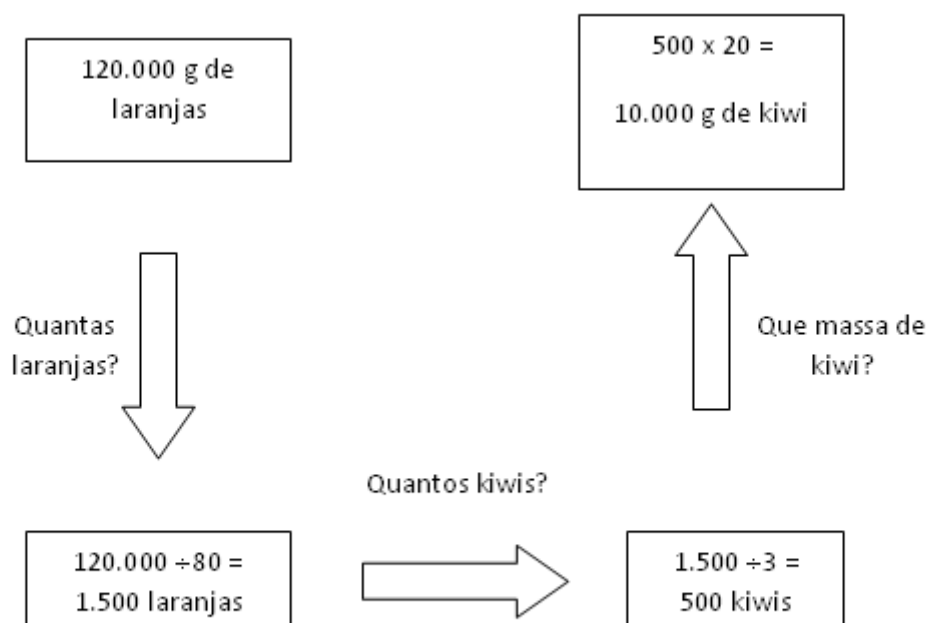 120.000 g de
laranjas
Quantas
laranjas?
120.000 ÷80 =
1.500 laranjas
Quantos kiwis?
1.500 ÷3 =
500 kiwis
Que massa de
kiwi?
500 x 20 =
10.000 g de kiwi